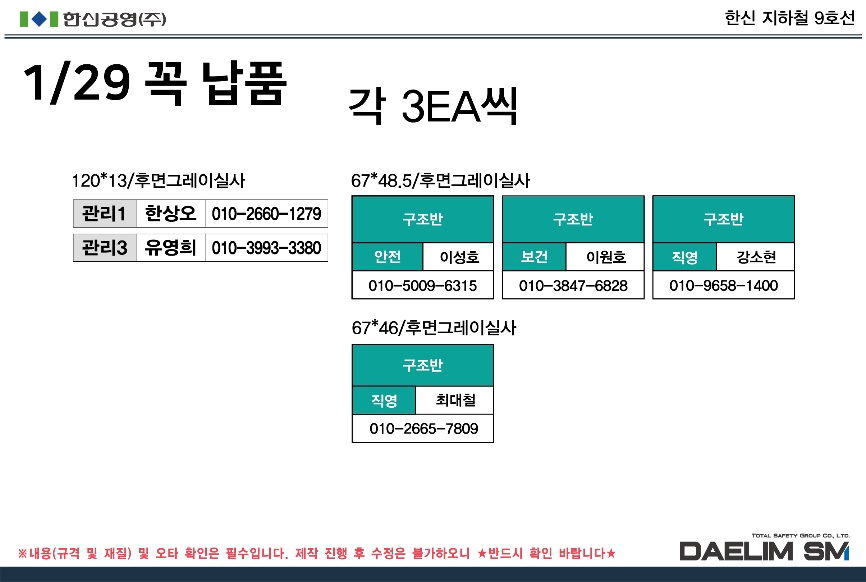 한신공영(주)
한신 지하철 9호선
1/29 꼭 납품
각 3EA씩
120*13/후면그레이실사
관리1 한상오 010-2660-1279
관리3 유영희 010-3993-3380
67*48.5/후면그레이실사
구조반 구조반 구조반
안전 이성호 보건 이원호 직영 강소현
010-5009-6315 010-3847-6828 010-9658-1400
67*46/후면그레이실사
구조반
직영 최대철
010-2665-7809
※내용(규격 및 재질) 및 오타 확인은 필수입니다. 제작 진행 후 수정은 불가하오니 ★반드시 확인 바랍니다★
TOTAL SAFETY GROUP CO., LTD.
DAELIM SM